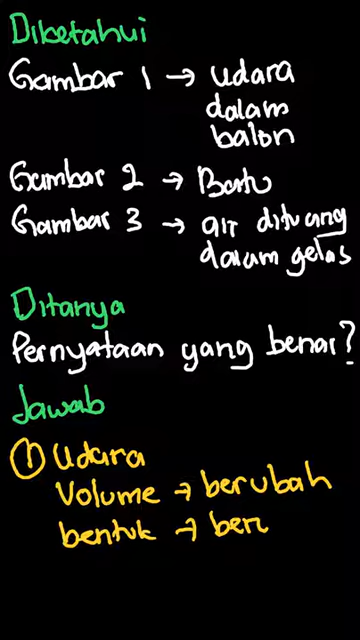 Diketahui
Gambar 1 → udara
dalam
balon
Gambar 2 → Batu
Gambar 3 → air dituang
dalam gelas
Ditanya
Pernyataan yang benar?
Jawab
① Udara
Volume → berubah
bentuk → ber